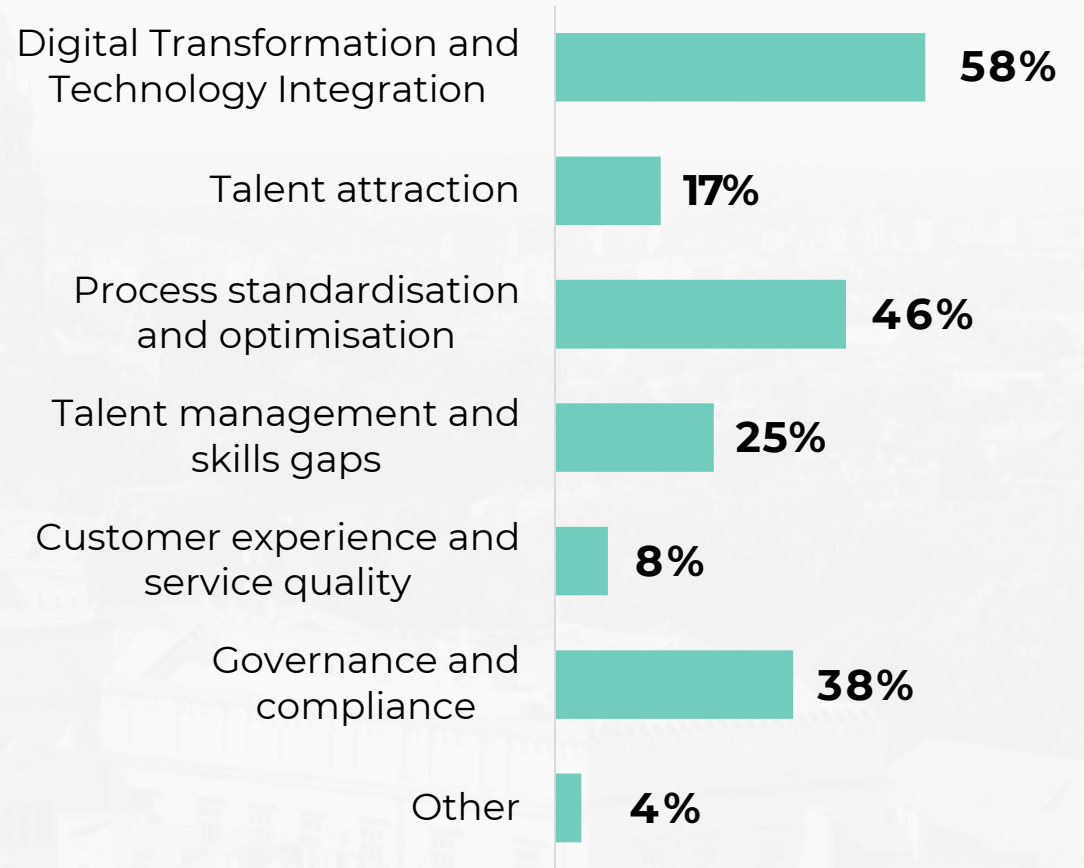 Digital Transformation and
Technology Integration
58%
Talent attraction
17%
Process standardisation
and optimisation
46%
Talent management and
skills gaps
25%
Customer experience and
service quality
8%
Governance and
compliance
38%
Other
4%